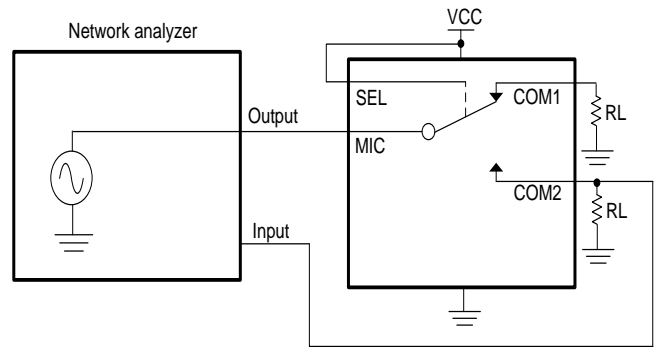 VCC
Network analyzer
SEL
COM1
RL
Output
MIC
COM2
RL
Input